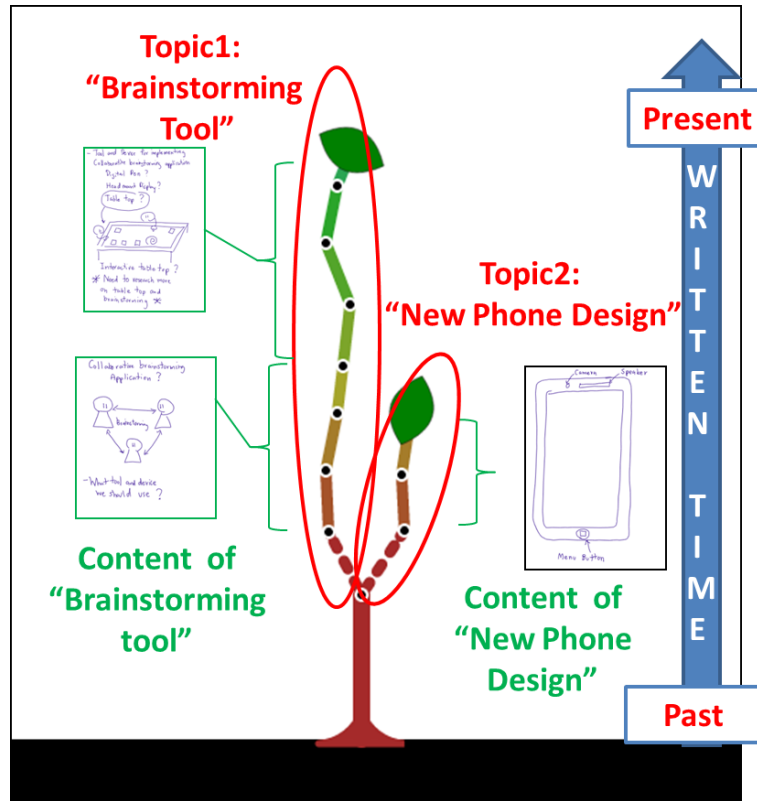 Topic1:
“Brainstorming
Tool”
Present
- Tool and device for implementing
Collaborative brainstorming application
Digital Pen ?
Head mount Display ?
Table top ?
Interactive table top ?
* Need to research more
on table top and
brainstorming *
Topic2:
“New Phone Design”
Collaboration brainstorming
Application ?
Brainstorming
- What tool and device
we should use ?
Camera
Speaker
Menu Button
WRITTEN TIME
Content of
“Brainstorming
tool”
Content of
“New Phone
Design”
Past